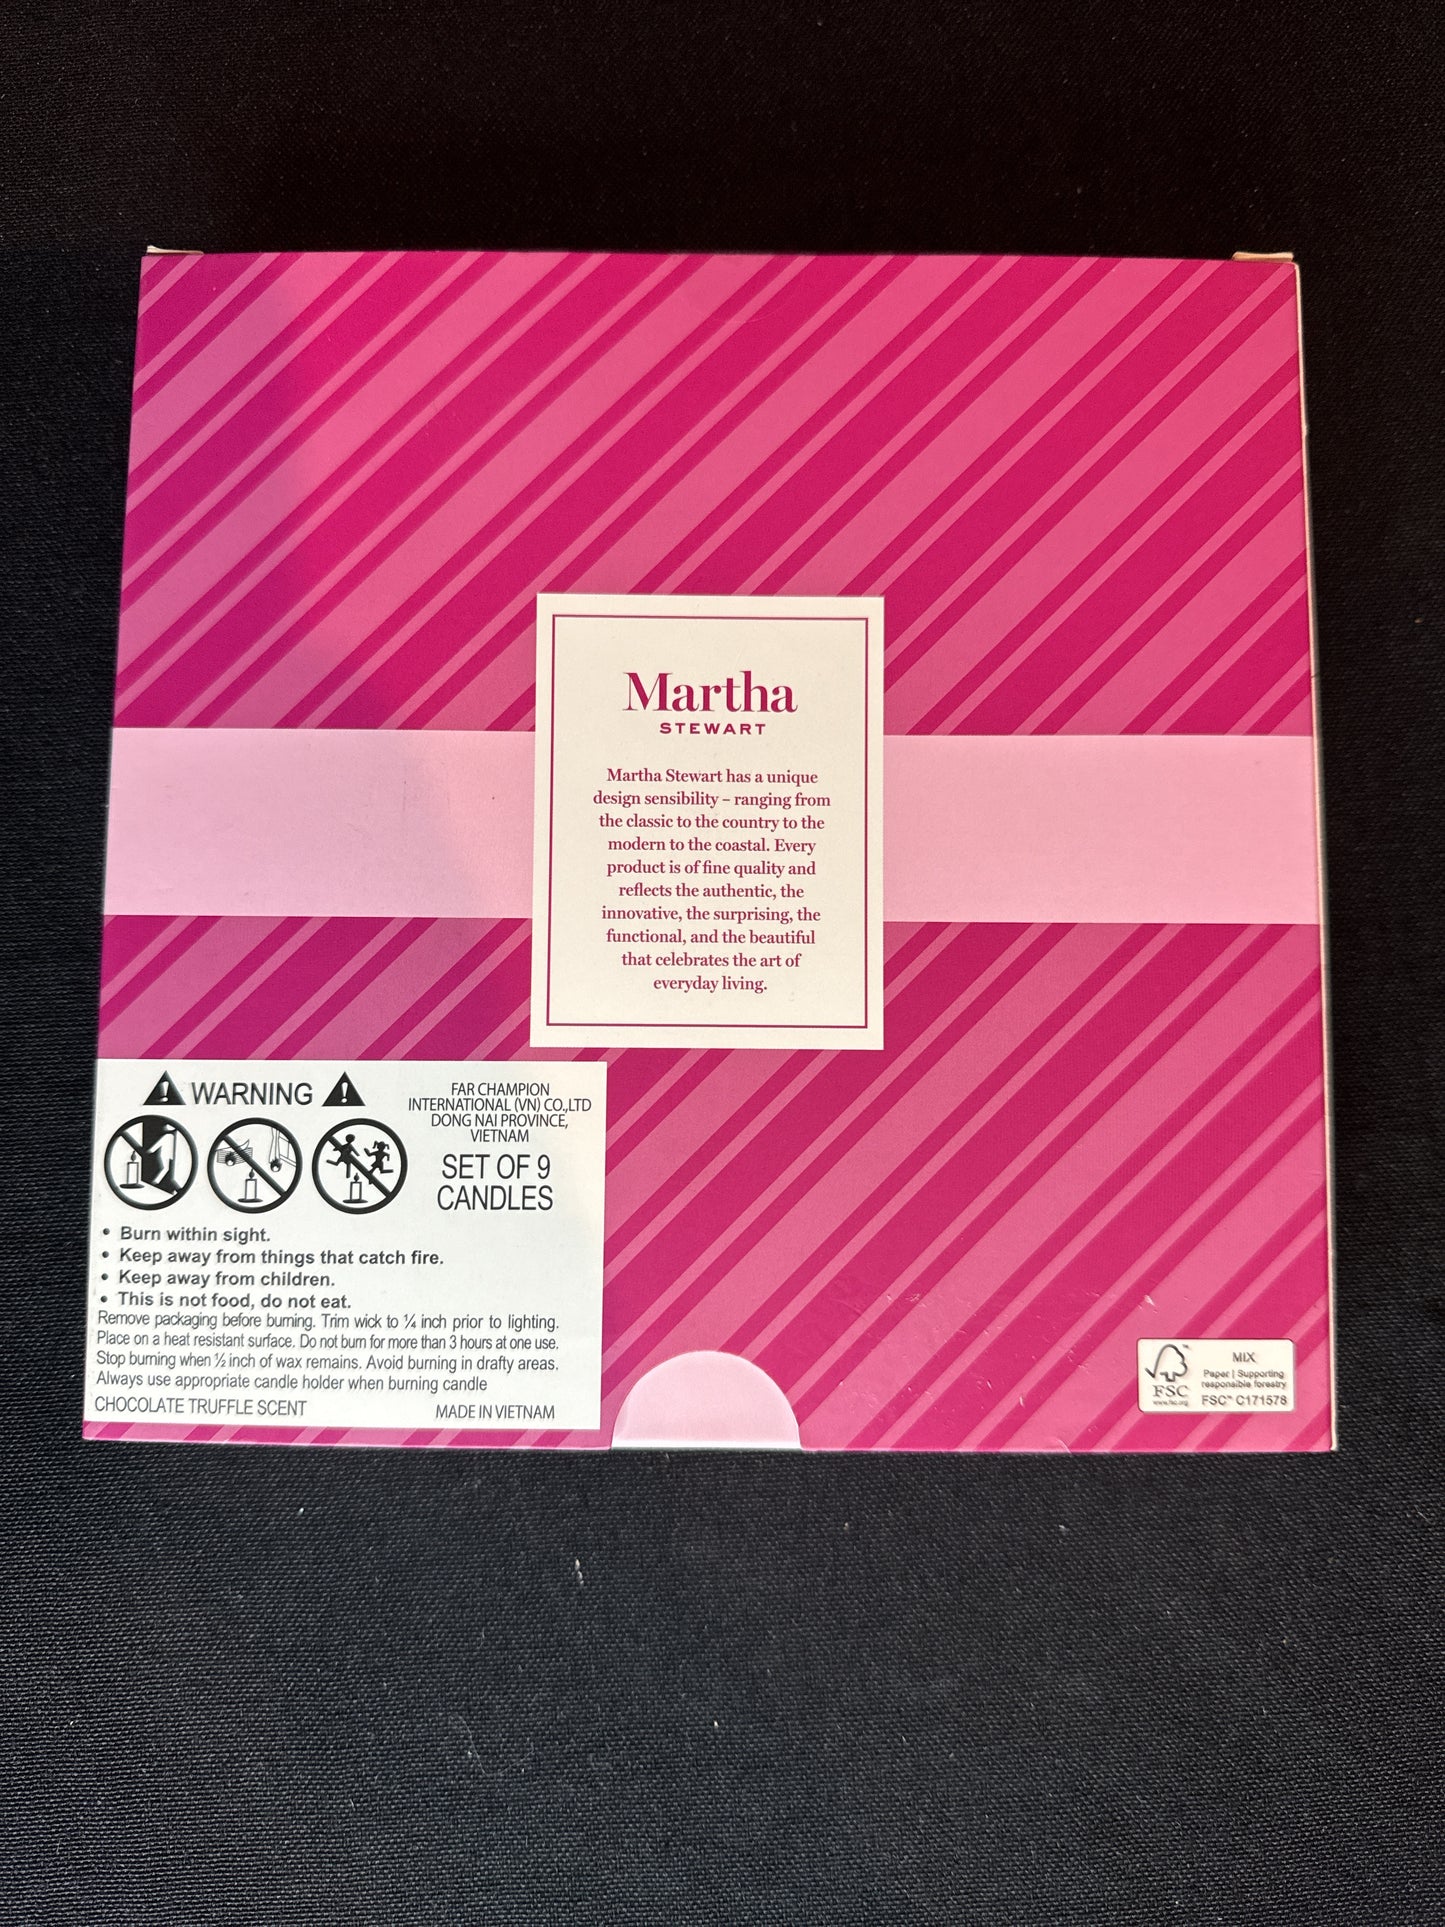 Martha
STEWART
Martha Stewart has a unique
design sensibility – ranging from
the classic to the country to the
modern to the coastal. Every
product is of fine quality and
reflects the authentic, the
innovative, the surprising, the
functional, and the beautiful
that celebrates the art of
everyday living.
WARNING
FAR CHAMPION
INTERNATIONAL (VN) CO.,LTD
DONG NAI PROVINCE,
VIETNAM
SET OF 9
CANDLES
• Burn within sight.
• Keep away from things that catch fire.
• Keep away from children.
• This is not food, do not eat.
Remove packaging before burning. Trim wick to ¼ inch prior to lighting.
Place on a heat resistant surface. Do not burn for more than 3 hours at one use.
Stop burning when ½ inch of wax remains. Avoid burning in drafty areas.
Always use appropriate candle holder when burning candle
CHOCOLATE TRUFFLE SCENT
MADE IN VIETNAM
FSC
www.fsc.org
MIX
Paper | Supporting
responsible forestry
FSC™ C171578